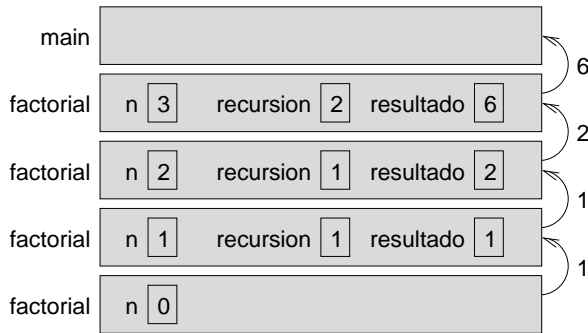 main
6
factorial n 3 recursion 2 resultado 6
2
factorial n 2 recursion 1 resultado 2
1
factorial n 1 recursion 1 resultado 1
1
factorial n 0